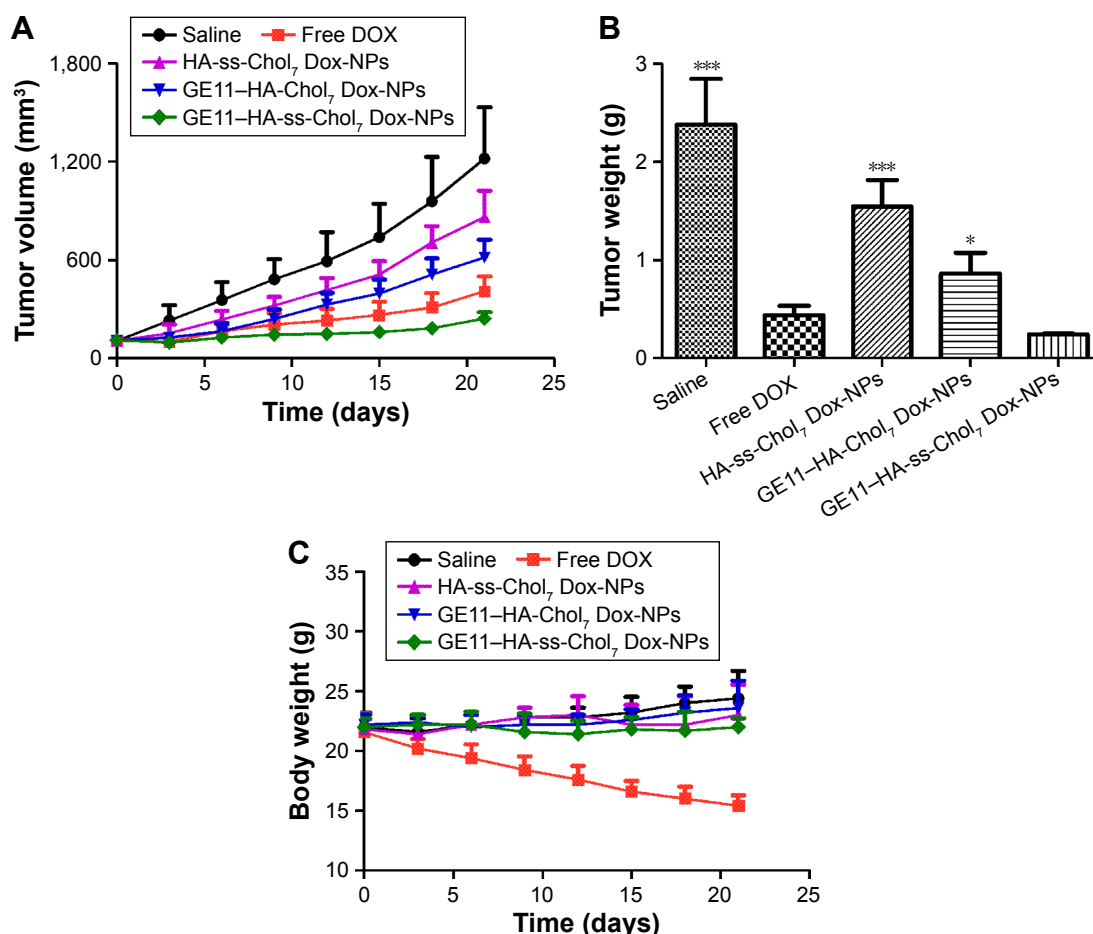 A
Saline Free DOX
HA-ss-Chol₇ Dox-NPs
GE11–HA-Chol₇ Dox-NPs
GE11–HA-ss-Chol₇ Dox-NPs
Tumor volume (mm³)
1,800
1,200
600
0
0 5 10 15 20 25
Time (days)
B
Tumor weight (g)
3
2
1
0
***
***
*
Saline
Free DOX
HA-ss-Chol₇ Dox-NPs
GE11–HA-Chol₇ Dox-NPs
GE11–HA-ss-Chol₇ Dox-NPs
C
Saline Free DOX
HA-ss-Chol₇ Dox-NPs
GE11–HA-Chol₇ Dox-NPs
GE11–HA-ss-Chol₇ Dox-NPs
Body weight (g)
35
30
25
20
15
10
0 5 10 15 20 25
Time (days)